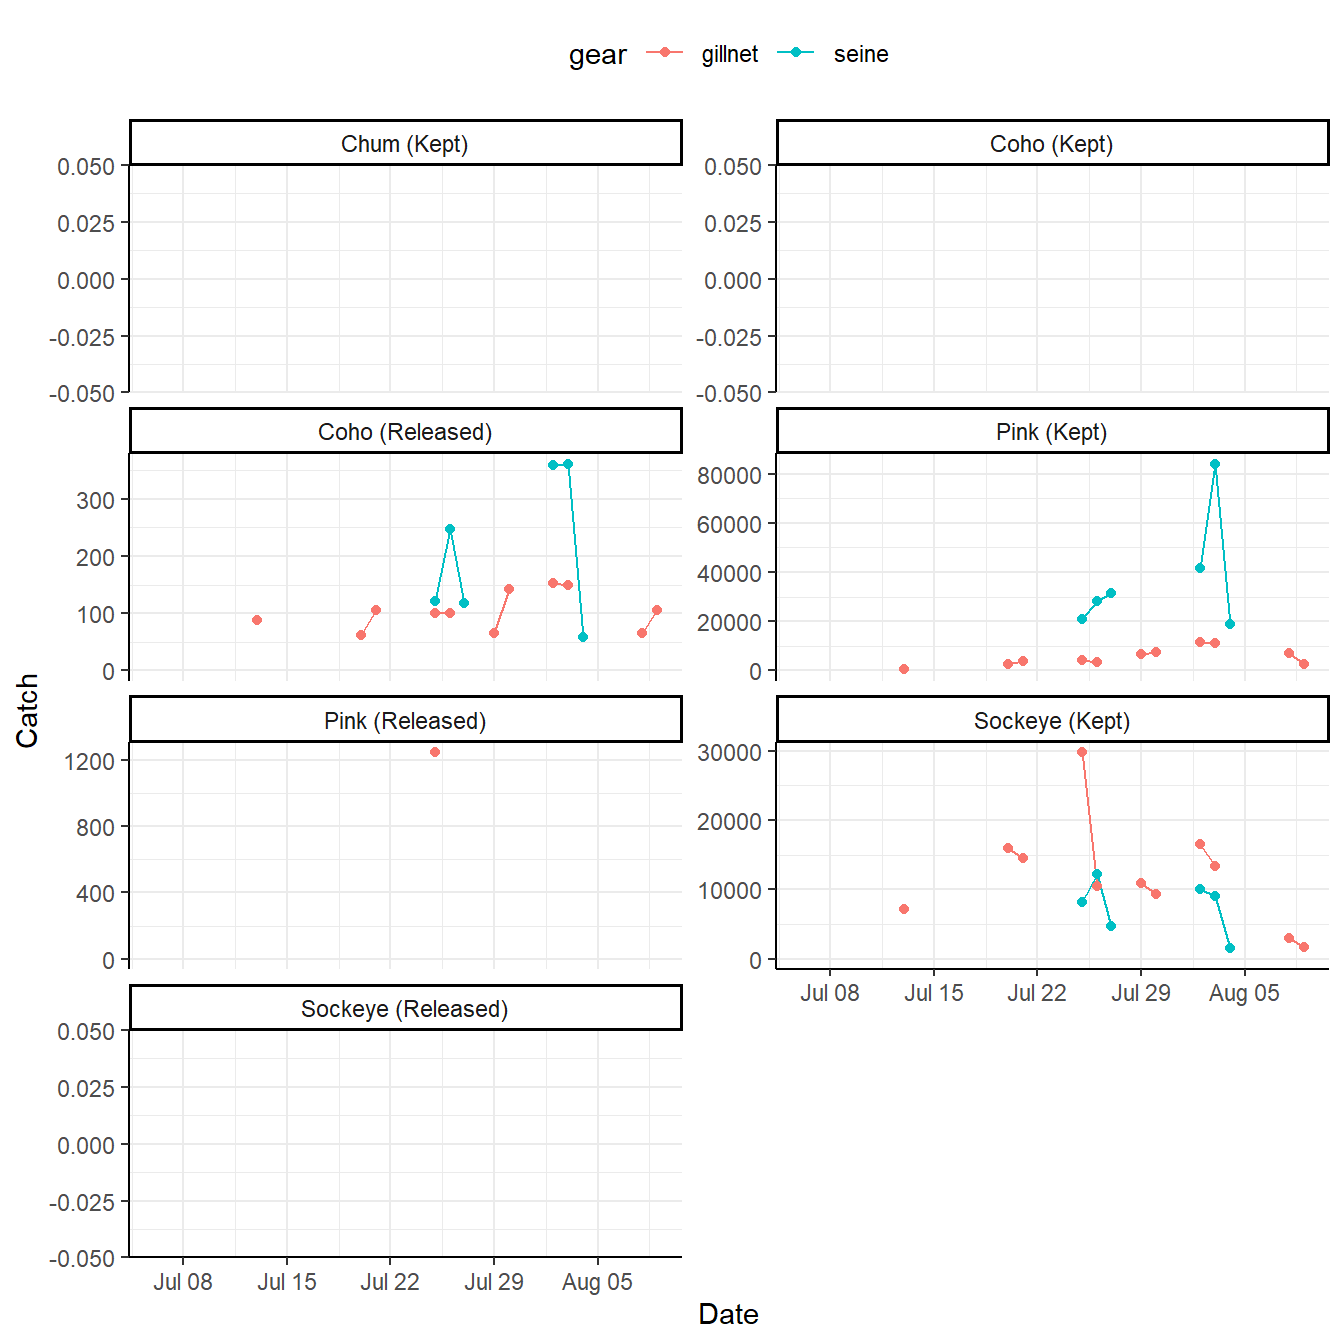 gear gillnet seine
Chum (Kept)
0.050
0.025
0.000
-0.025
-0.050
Coho (Kept)
0.050
0.025
0.000
-0.025
-0.050
Coho (Released)
300
200
100
0
Pink (Kept)
80000
60000
40000
20000
0
Catch
Pink (Released)
1200
800
400
0
Sockeye (Kept)
30000
20000
10000
0
Jul 08 Jul 15 Jul 22 Jul 29 Aug 05
Sockeye (Released)
0.050
0.025
0.000
-0.025
-0.050
Jul 08 Jul 15 Jul 22 Jul 29 Aug 05
Date